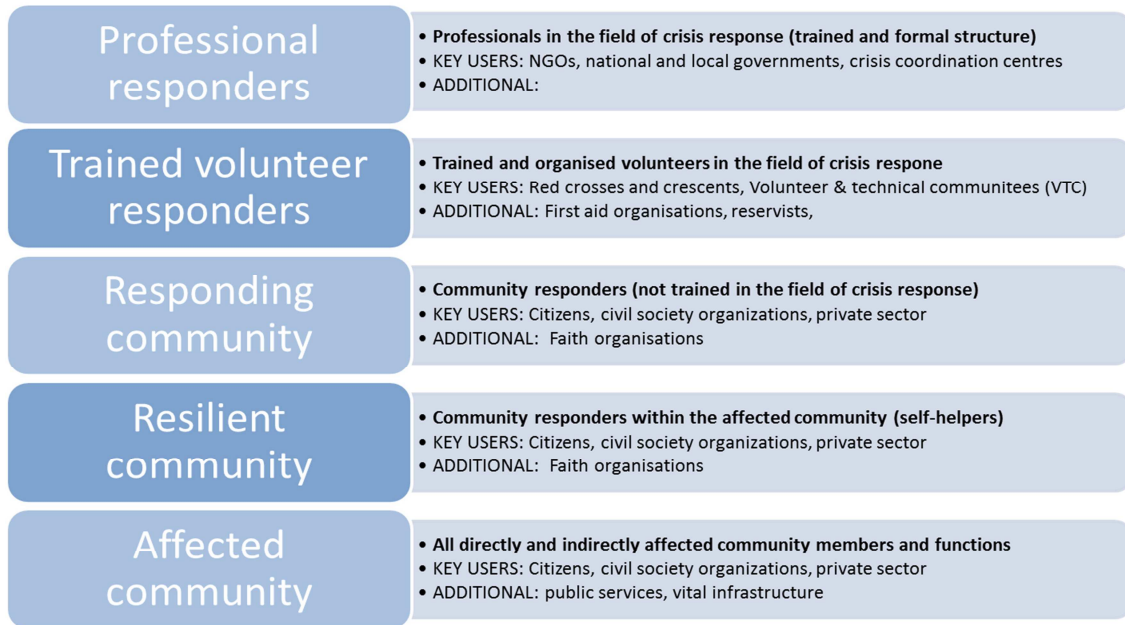 Professional
responders
• Professionals in the field of crisis response (trained and formal structure)
• KEY USERS: NGOs, national and local governments, crisis coordination centres
• ADDITIONAL:
Trained volunteer
responders
• Trained and organised volunteers in the field of crisis respone
• KEY USERS: Red crosses and crescents, Volunteer & technical communitees (VTC)
• ADDITIONAL: First aid organisations, reservists,
Responding
community
• Community responders (not trained in the field of crisis response)
• KEY USERS: Citizens, civil society organizations, private sector
• ADDITIONAL:  Faith organisations
Resilient
community
• Community responders within the affected community (self-helpers)
• KEY USERS: Citizens, civil society organizations, private sector
• ADDITIONAL:  Faith organisations
Affected
community
• All directly and indirectly affected community members and functions
• KEY USERS: Citizens, civil society organizations, private sector
• ADDITIONAL: public services, vital infrastructure